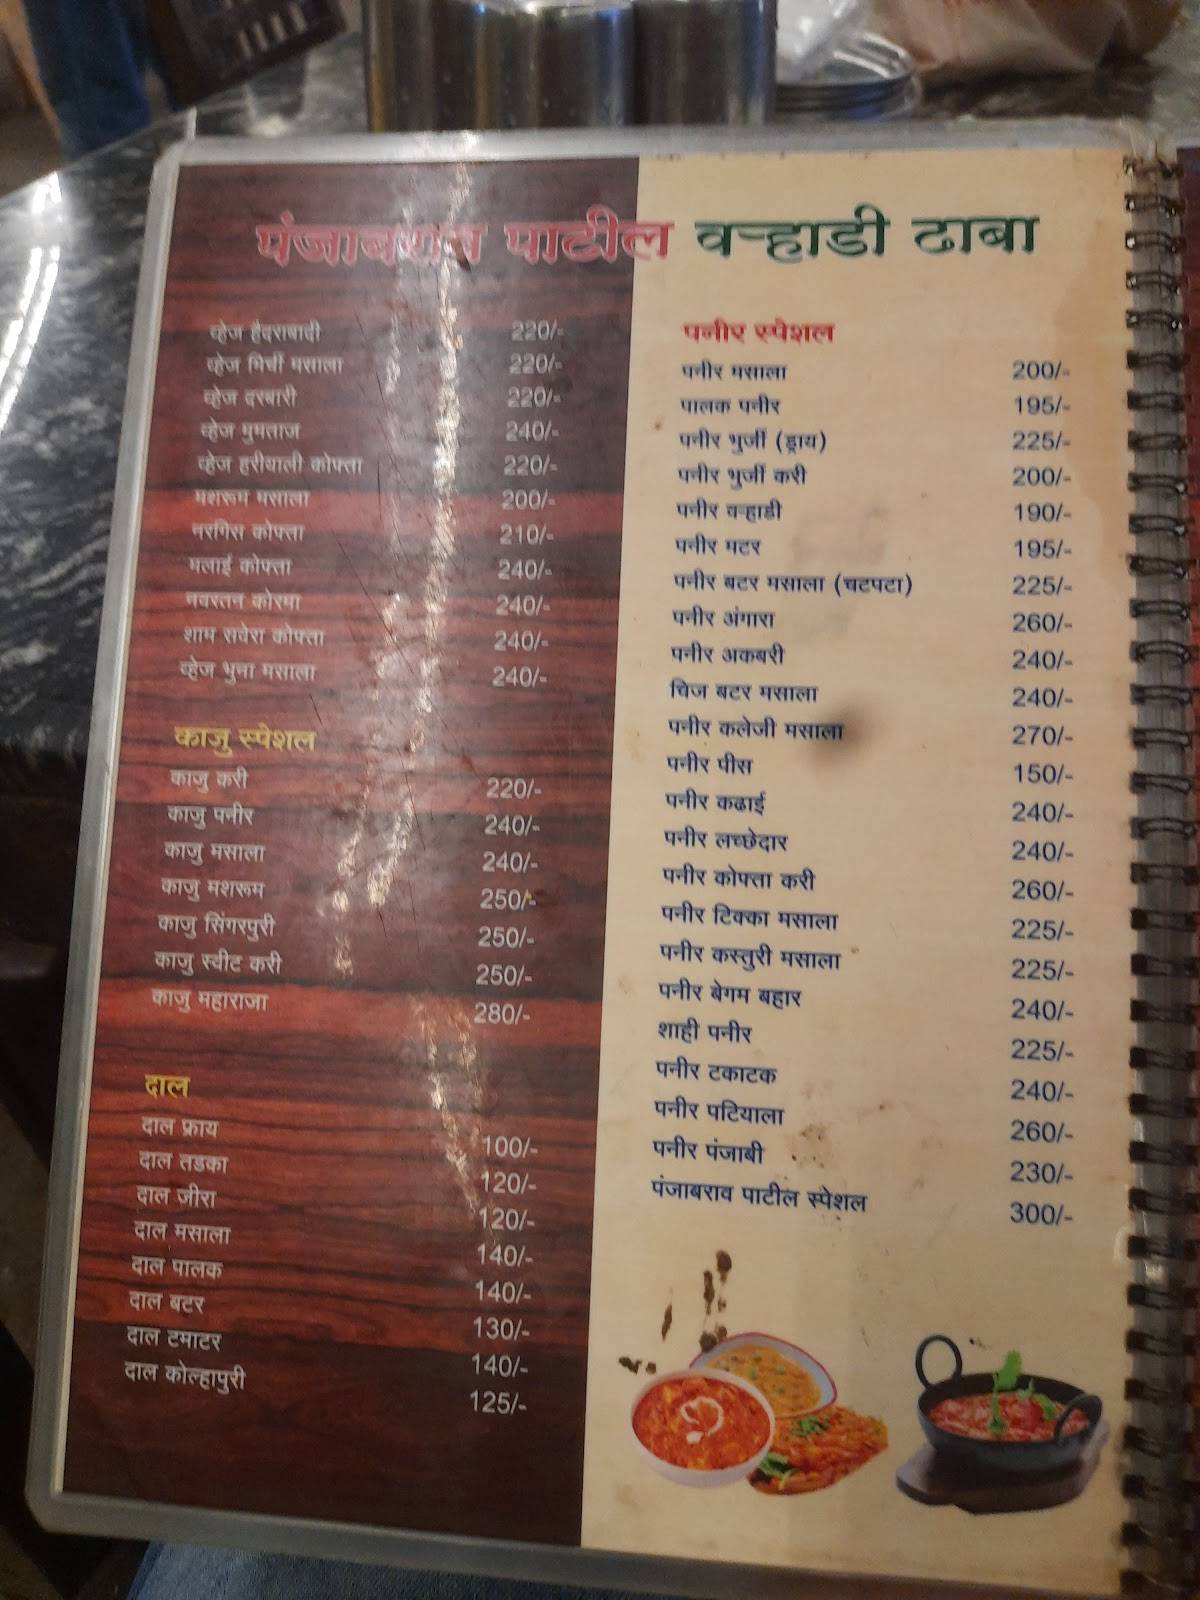 पंजाबराव पाटील वऱ्हाडी ढाबा
व्हेज हैदराबादी 220/-
व्हेज मिर्ची मसाला 220/-
व्हेज दरबारी 220/-
व्हेज मुमताज 240/-
व्हेज हरीयाली कोफ्ता 220/-
मशरूम मसाला 200/-
नरगिस कोफ्ता 210/-
मलाई कोफ्ता 240/-
नवरतन कोरमा 240/-
शाम सवेरा कोफ्ता 240/-
व्हेज भुना मसाला 240/-
काजु स्पेशल
काजु करी 220/-
काजु पनीर 240/-
काजु मसाला 240/-
काजु मशरूम 250/-
काजु सिंगरपुरी 250/-
काजु स्वीट करी 250/-
काजु महाराजा 280/-
दाल
दाल फ्राय 100/-
दाल तडका 120/-
दाल जीरा 120/-
दाल मसाला 140/-
दाल पालक 140/-
दाल बटर 130/-
दाल टमाटर 140/-
दाल कोल्हापुरी 125/-
पनीर स्पेशल
पनीर मसाला 200/-
पालक पनीर 195/-
पनीर भुर्जी (ड्राय) 225/-
पनीर भुर्जी करी 200/-
पनीर वऱ्हाडी 190/-
पनीर मटर 195/-
पनीर बटर मसाला (चटपटा) 225/-
पनीर अंगारा 260/-
पनीर अकबरी 240/-
चिज बटर मसाला 240/-
पनीर कलेजी मसाला 270/-
पनीर पीस 150/-
पनीर कढाई 240/-
पनीर लच्छेदार 240/-
पनीर कोफ्ता करी 260/-
पनीर टिक्का मसाला 225/-
पनीर कस्तुरी मसाला 225/-
पनीर बेगम बहार 240/-
शाही पनीर 225/-
पनीर टकाटक 240/-
पनीर पटियाला 260/-
पनीर पंजाबी 230/-
पंजाबराव पाटील स्पेशल 300/-